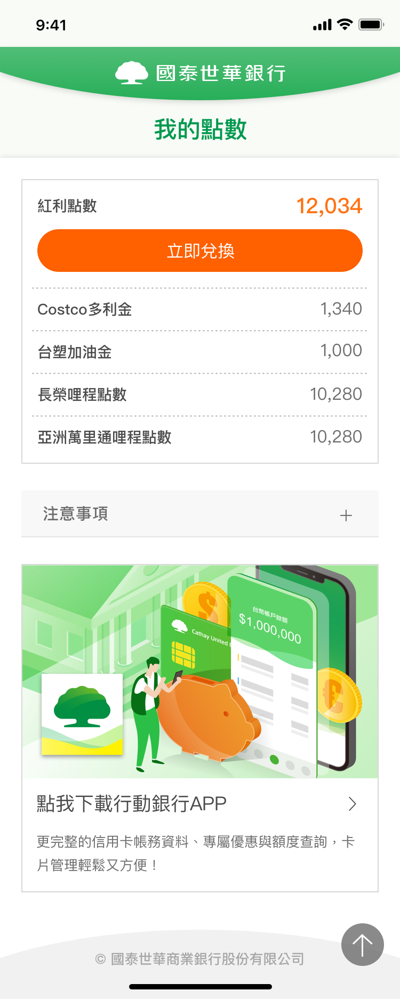 9:41
國泰世華銀行
我的點數
紅利點數 12,034
立即兌換
Costco多利金 1,340
台塑加油金 1,000
長榮哩程點數 10,280
亞洲萬里通哩程點數 10,280
注意事項
台幣帳戶餘額
$1,000,000
Cathay United
點我下載行動銀行APP
更完整的信用卡帳務資料、專屬優惠與額度查詢，卡
片管理輕鬆又方便！
© 國泰世華商業銀行股份有限公司